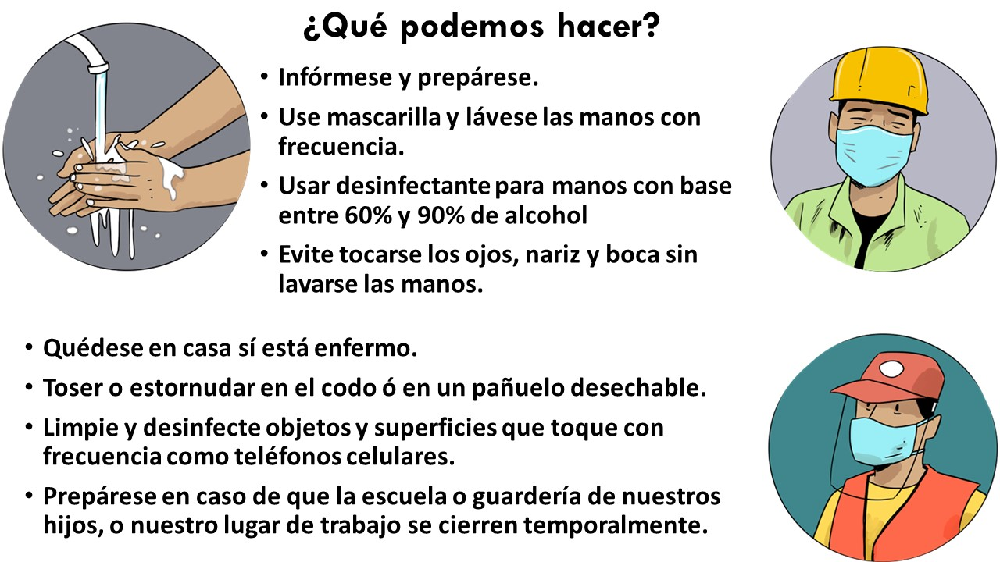 ¿Qué podemos hacer?
• Infórmese y prepárese.
• Use mascarilla y lávese las manos con
frecuencia.
• Usar desinfectante para manos con base
entre 60% y 90% de alcohol
• Evite tocarse los ojos, nariz y boca sin
lavarse las manos.
• Quédese en casa sí está enfermo.
• Toser o estornudar en el codo ó en un pañuelo desechable.
• Limpie y desinfecte objetos y superficies que toque con
frecuencia como teléfonos celulares.
• Prepárese en caso de que la escuela o guardería de nuestros
hijos, o nuestro lugar de trabajo se cierren temporalmente.